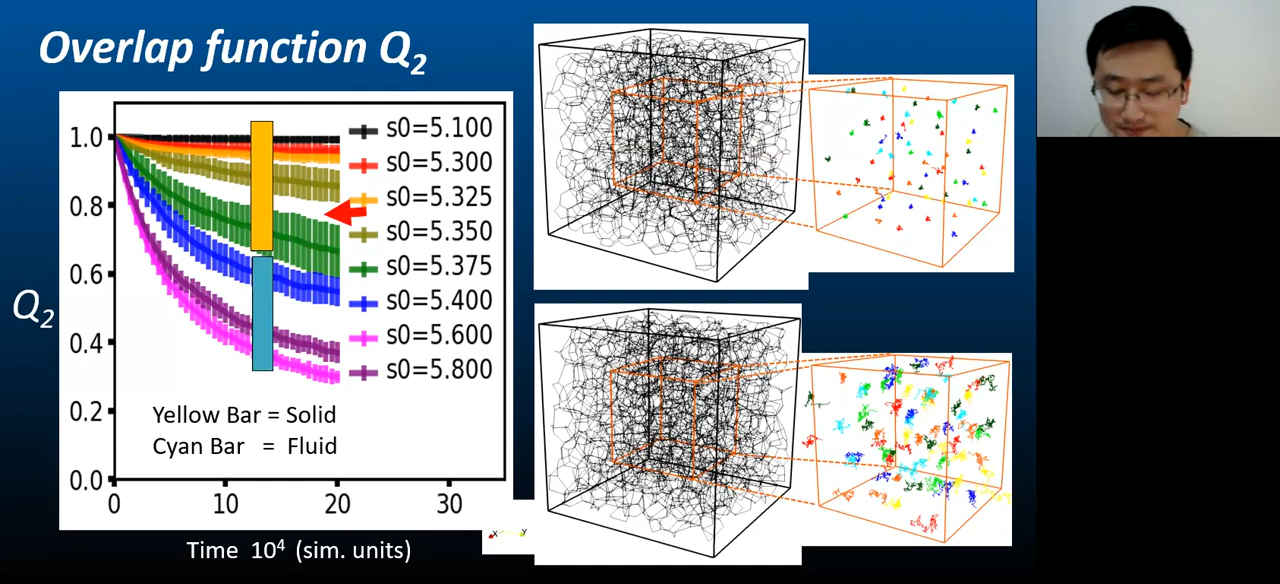 Overlap function Q2
1.0
0.8
0.6
0.4
0.2
0.0
Q2
s0=5.100
s0=5.300
s0=5.325
s0=5.350
s0=5.375
s0=5.400
s0=5.600
s0=5.800
Yellow Bar = Solid
Cyan Bar = Fluid
0 10 20 30
Time 10^4 (sim. units)
X Y